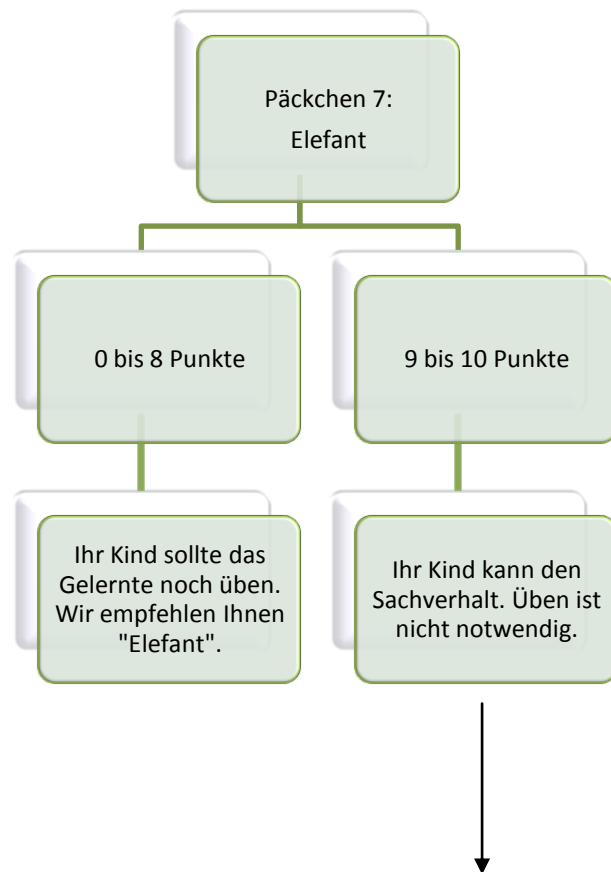 Päckchen 7:
Elefant
0 bis 8 Punkte
9 bis 10 Punkte
Ihr Kind sollte das
Gelernte noch üben.
Wir empfehlen Ihnen
"Elefant".
Ihr Kind kann den
Sachverhalt. Üben ist
nicht notwendig.